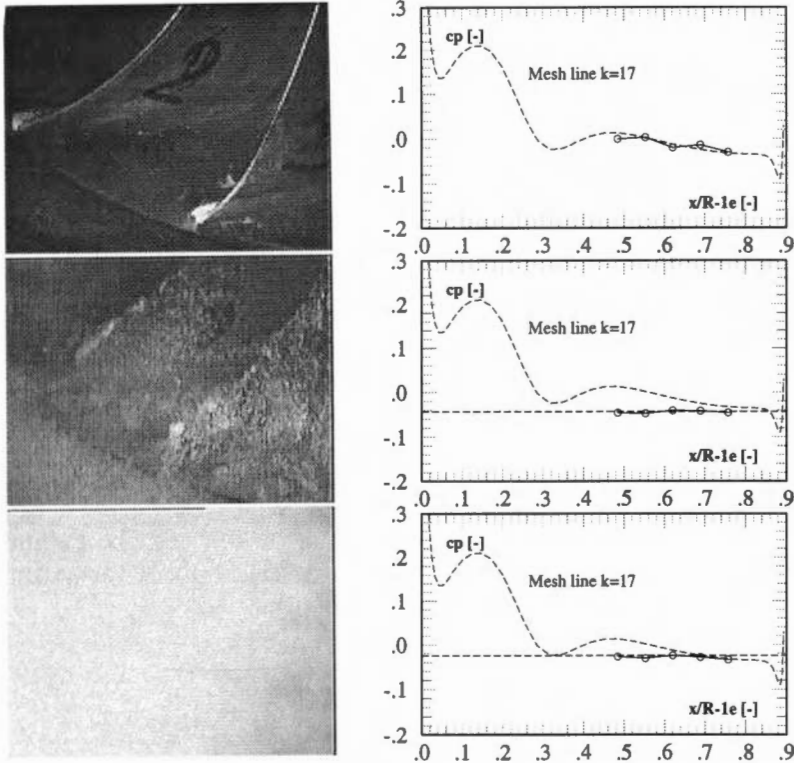 .3
.2
.1
.0
-.1
-.2
cp [-]
Mesh line k=17
x/R-1e [-]
.0 .1 .2 .3 .4 .5 .6 .7 .8 .9
.3
.2
.1
.0
-.1
-.2
cp [-]
Mesh line k=17
x/R-1e [-]
.0 .1 .2 .3 .4 .5 .6 .7 .8 .9
.3
.2
.1
.0
-.1
-.2
cp [-]
Mesh line k=17
x/R-1e [-]
.0 .1 .2 .3 .4 .5 .6 .7 .8 .9